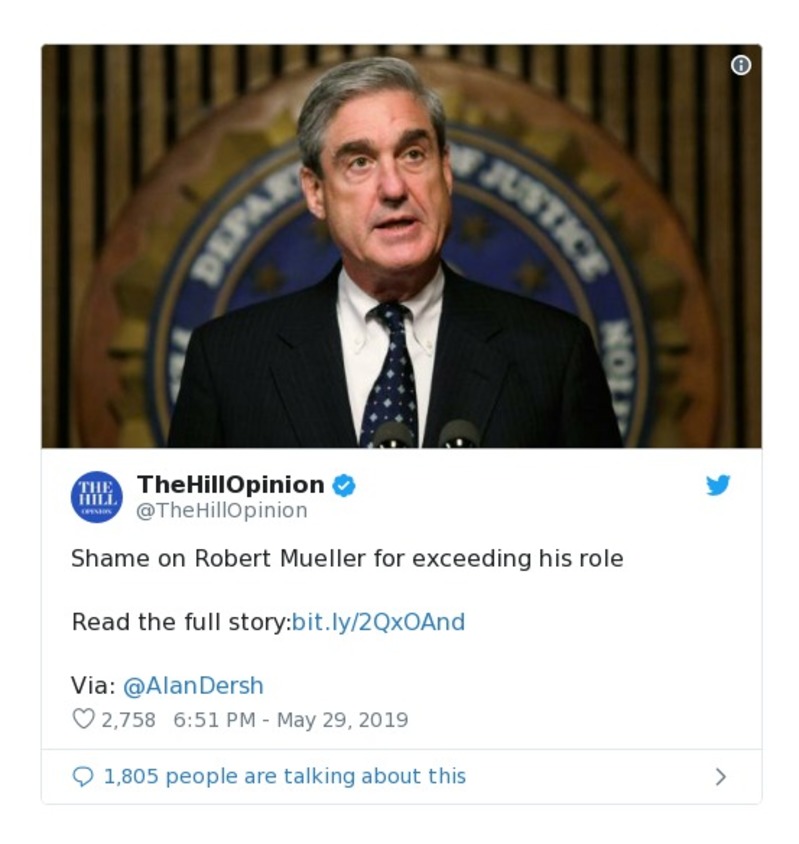 DEPAR OF JUSTICE
TION
THE
HILL
OPINION
TheHillOpinion
@TheHillOpinion
Shame on Robert Mueller for exceeding his role
Read the full story:bit.ly/2QxOAnd
Via: @AlanDersh
2,758 6:51 PM - May 29, 2019
1,805 people are talking about this